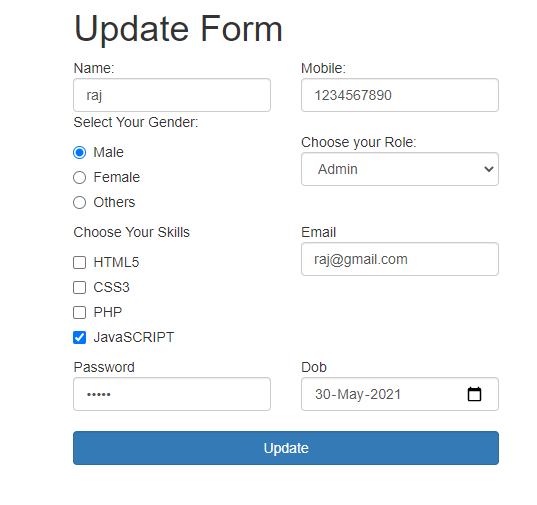 Update Form
Name: Mobile:
raj 1234567890
Select Your Gender:
Choose your Role:
Male
Admin
Female
Others
Choose Your Skills Email
HTML5 raj@gmail.com
CSS3
PHP
JavaSCRIPT
Password Dob
••••• 30-May-2021
Update